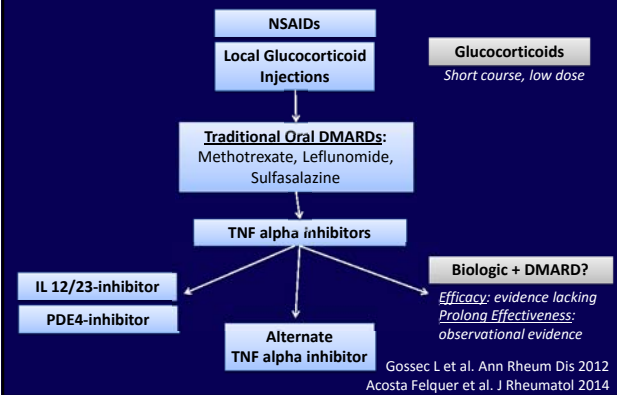 NSAIDs
Local Glucocorticoid
Injections
Glucocorticoids
Short course, low dose
Traditional Oral DMARDs:
Methotrexate, Leflunomide,
Sulfasalazine
TNF alpha inhibitors
IL 12/23-inhibitor
PDE4-inhibitor
Alternate
TNF alpha inhibitor
Biologic + DMARD?
Efficacy: evidence lacking
Prolong Effectiveness:
observational evidence
Gossec L et al. Ann Rheum Dis 2012
Acosta Felquer et al. J Rheumatol 2014